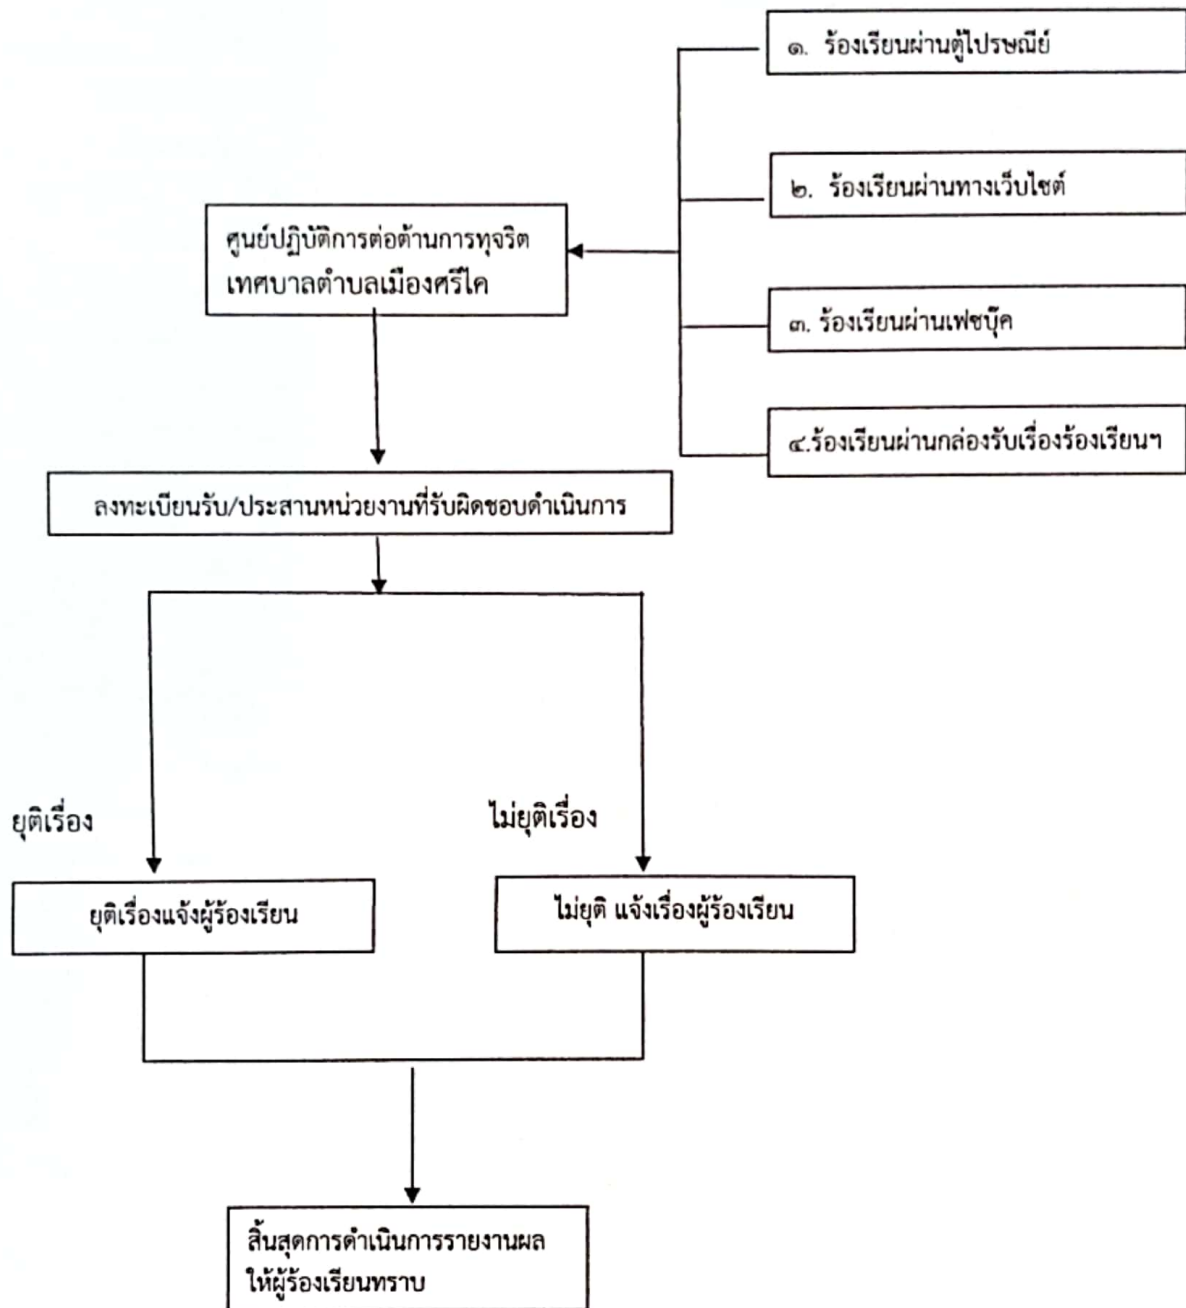 ๑. ร้องเรียนผ่านตู้ไปรษณีย์
๒. ร้องเรียนผ่านทางเว็บไซต์
ศูนย์ปฏิบัติการต่อต้านการทุจริต
เทศบาลตำบลเมืองศรีไค
๓. ร้องเรียนผ่านเฟซบุ๊ค
๔.ร้องเรียนผ่านกล่องรับเรื่องร้องเรียนฯ
ลงทะเบียนรับ/ประสานหน่วยงานที่รับผิดชอบดำเนินการ
ยุติเรื่อง
ไม่ยุติเรื่อง
ยุติเรื่องแจ้งผู้ร้องเรียน
ไม่ยุติ แจ้งเรื่องผู้ร้องเรียน
สิ้นสุดการดำเนินการรายงานผล
ให้ผู้ร้องเรียนทราบ